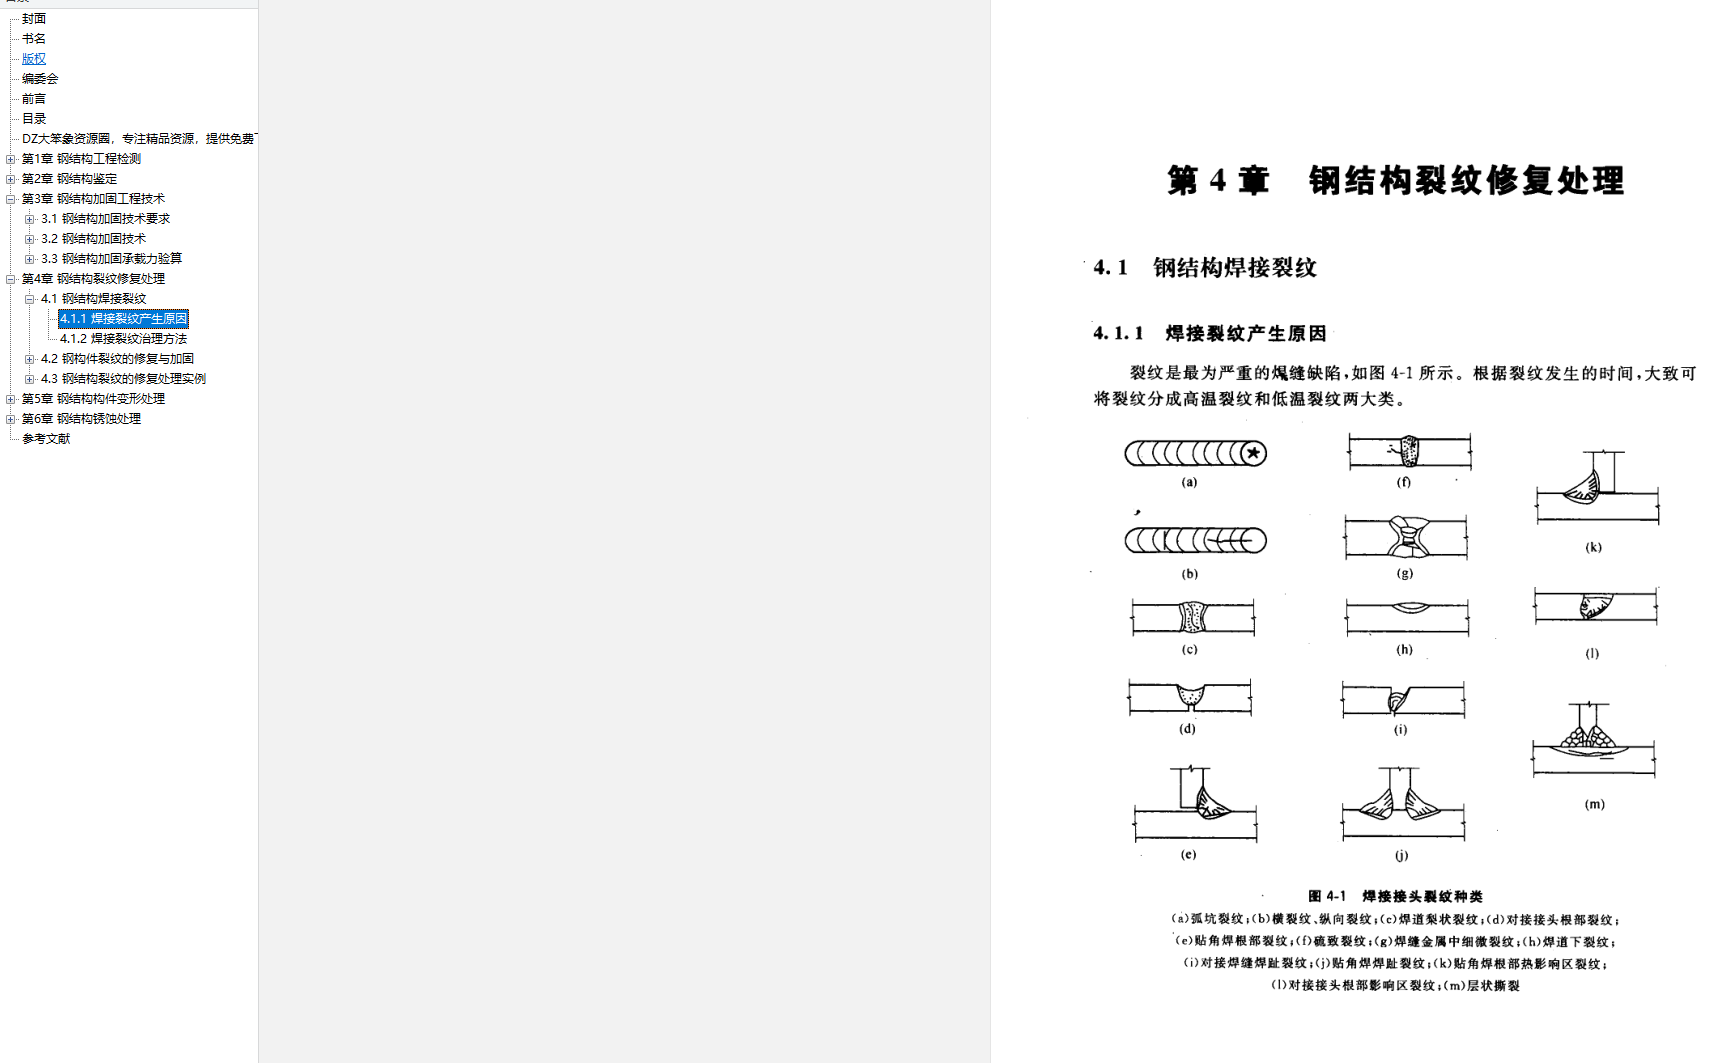 封面
书名
版权
编委会
前言
目录
DZ大笨象资源圈，专注精品资源，提供免费
第1章 钢结构工程检测
第2章 钢结构鉴定
第3章 钢结构加固工程技术
3.1 钢结构加固技术要求
3.2 钢结构加固技术
3.3 钢结构加固承载力验算
第4章 钢结构裂纹修复处理
4.1 钢结构焊接裂纹
4.1.1 焊接裂纹产生原因
4.1.2 焊接裂纹治理方法
4.2 钢构件裂纹的修复与加固
4.3 钢结构裂纹的修复处理实例
第5章 钢结构构件变形处理
第6章 钢结构锈蚀处理
参考文献
第 4 章 钢结构裂纹修复处理
4.1 钢结构焊接裂纹
4.1.1 焊接裂纹产生原因
裂纹是最为严重的焊缝缺陷,如图 4-1 所示。根据裂纹发生的时间,大致可
将裂纹分成高温裂纹和低温裂纹两大类。
(a)
(f)
(k)
(b)
(g)
(c)
(h)
(l)
(d)
(i)
(m)
(e)
(j)
图 4-1 焊接接头裂纹种类
(a)弧坑裂纹;(b)横裂纹、纵向裂纹;(c)焊道梨状裂纹;(d)对接接头根部裂纹;
(e)贴角焊根部裂纹;(f)硫致裂纹;(g)焊缝金属中细微裂纹;(h)焊道下裂纹;
(i)对接焊缝焊趾裂纹;(j)贴角焊焊趾裂纹;(k)贴角焊根部热影响区裂纹;
(l)对接接头根部影响区裂纹;(m)层状撕裂